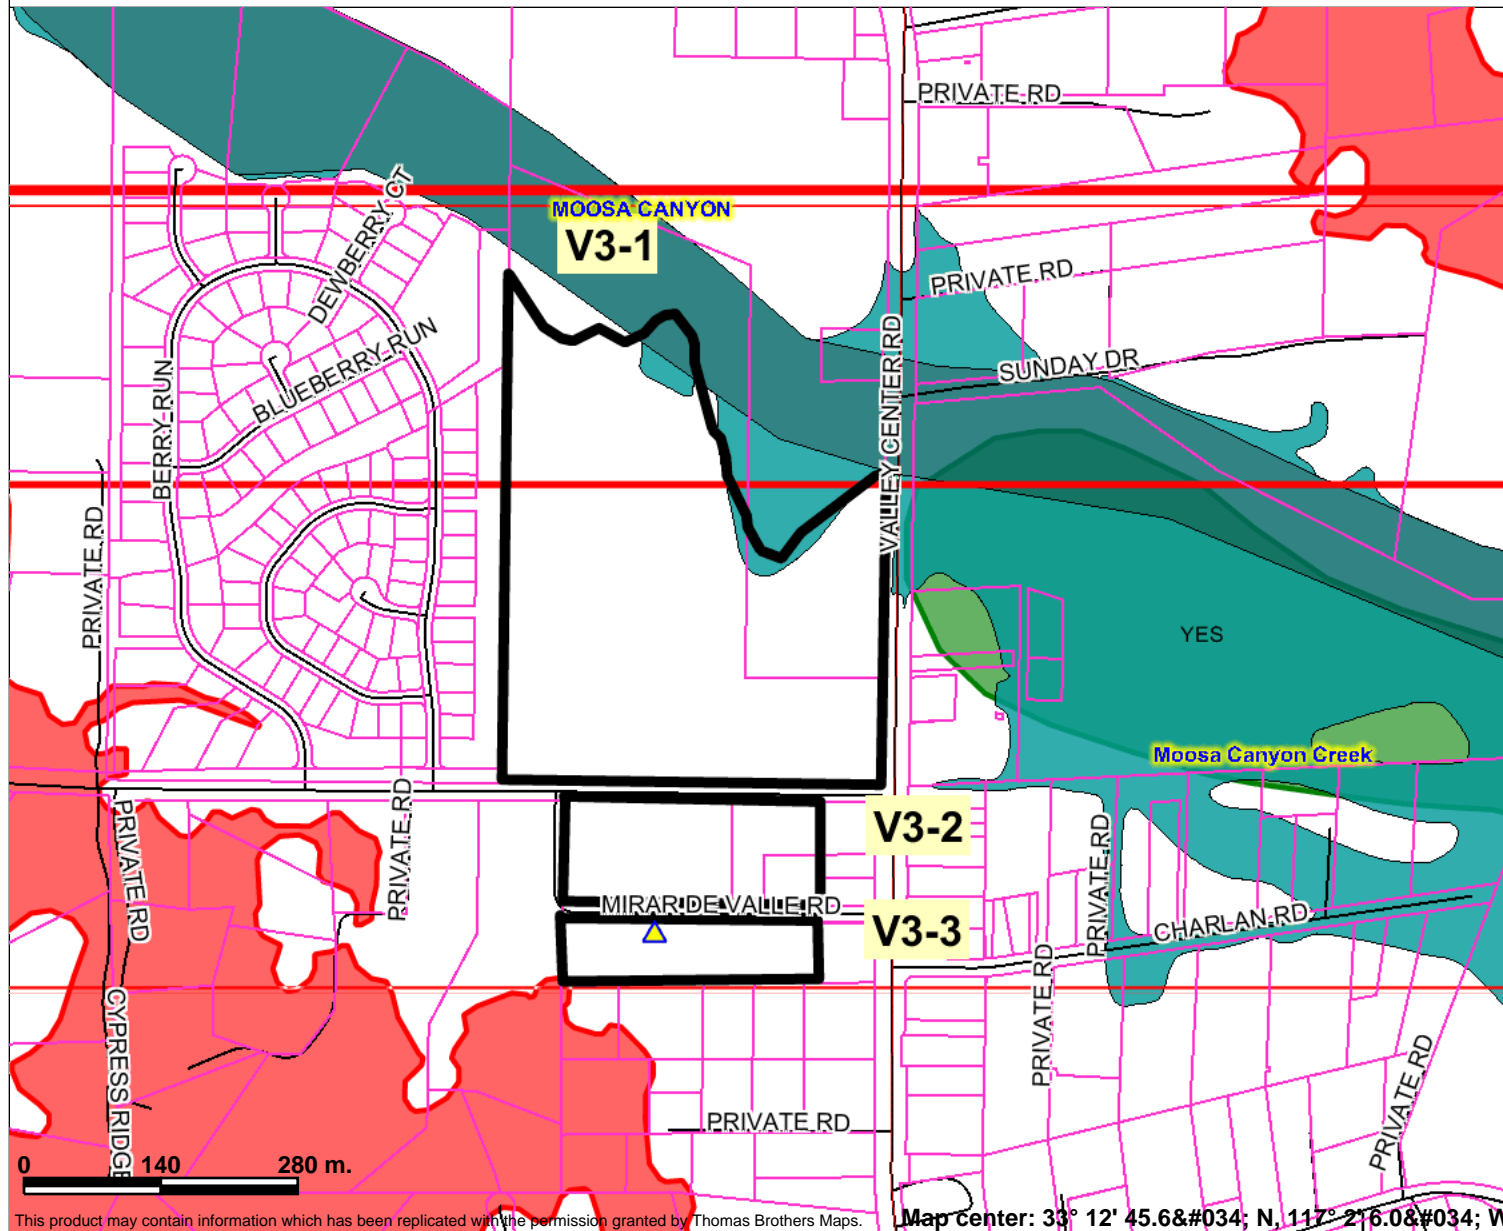 PRIVATE RD
MOOSA CANYON
V3-1
DEWBERRY CT
PRIVATE RD
VALLEY CENTER RD
SUNDAY DR
BLUEBERRY RUN
BERRY RUN
PRIVATE RD
YES
Moosa Canyon Creek
PRIVATE RD
PRIVATE RD
V3-2
PRIVATE RD
MIRAR DE VALLE RD
V3-3
CHARLAN RD
PRIVATE RD
CYPRESS RIDGE
PRIVATE RD
PRIVATE RD
0 140 280 m.
This product may contain information which has been replicated with the permission granted by Thomas Brothers Maps.
Map center: 33° 12' 45.6&#034; N, 117° 2' 6.0&#034; W